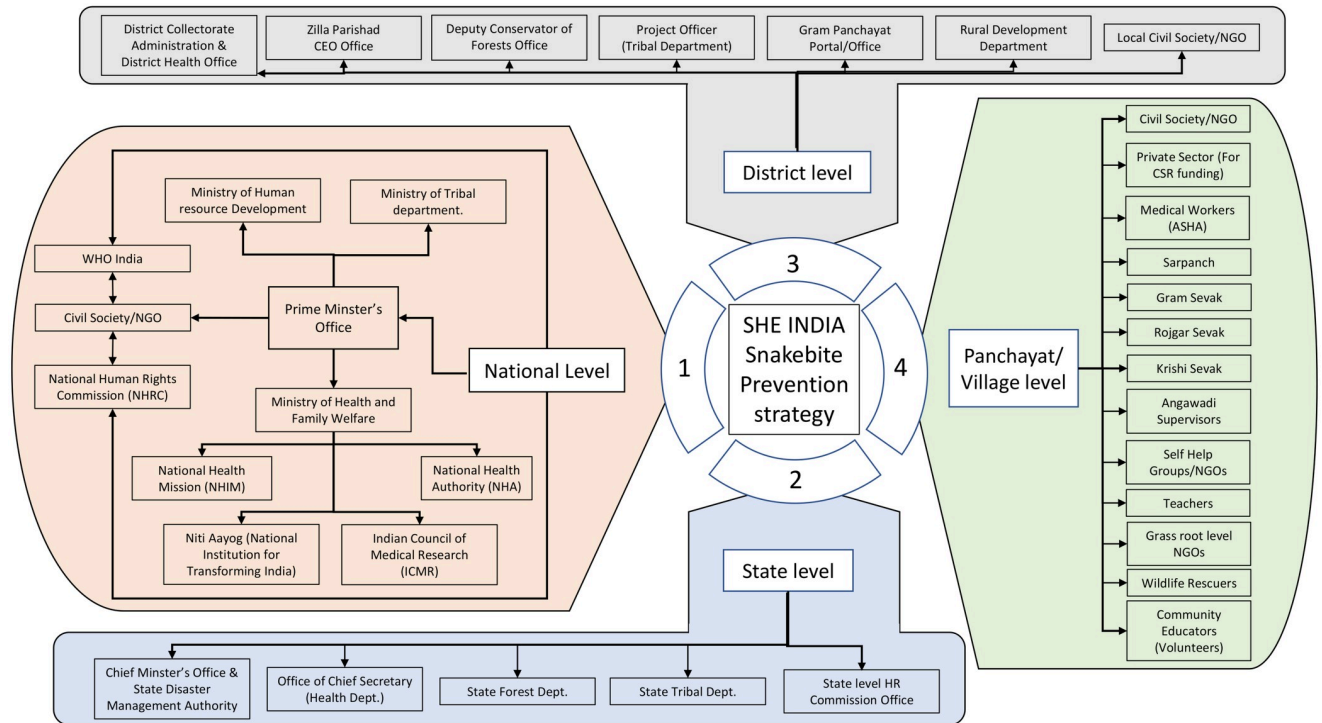 District Collectorate
Administration &
District Health Office
Zilla Parishad
CEO Office
Deputy Conservator of
Forests Office
Project Officer
(Tribal Department)
Gram Panchayat
Portal/Office
Rural Development
Department
Local Civil Society/NGO
District level
Ministry of Human
resource Development
Ministry of Tribal
department.
WHO India
Civil Society/NGO
National Human Rights
Commission (NHRC)
Prime Minster’s
Office
National Level
Ministry of Health and
Family Welfare
National Health
Mission (NHIM)
National Health
Authority (NHA)
Niti Aayog (National
Institution for
Transforming India)
Indian Council of
Medical Research
(ICMR)
3
1
SHE INDIA
Snakebite
Prevention
strategy
4
2
Panchayat/
Village level
Civil Society/NGO
Private Sector (For
CSR funding)
Medical Workers
(ASHA)
Sarpanch
Gram Sevak
Rojgar Sevak
Krishi Sevak
Angawadi
Supervisors
Self Help
Groups/NGOs
Teachers
Grass root level
NGOs
Wildlife Rescuers
Community
Educators
(Volunteers)
State level
Chief Minster’s Office &
State Disaster
Management Authority
Office of Chief Secretary
(Health Dept.)
State Forest Dept.
State Tribal Dept.
State level HR
Commission Office